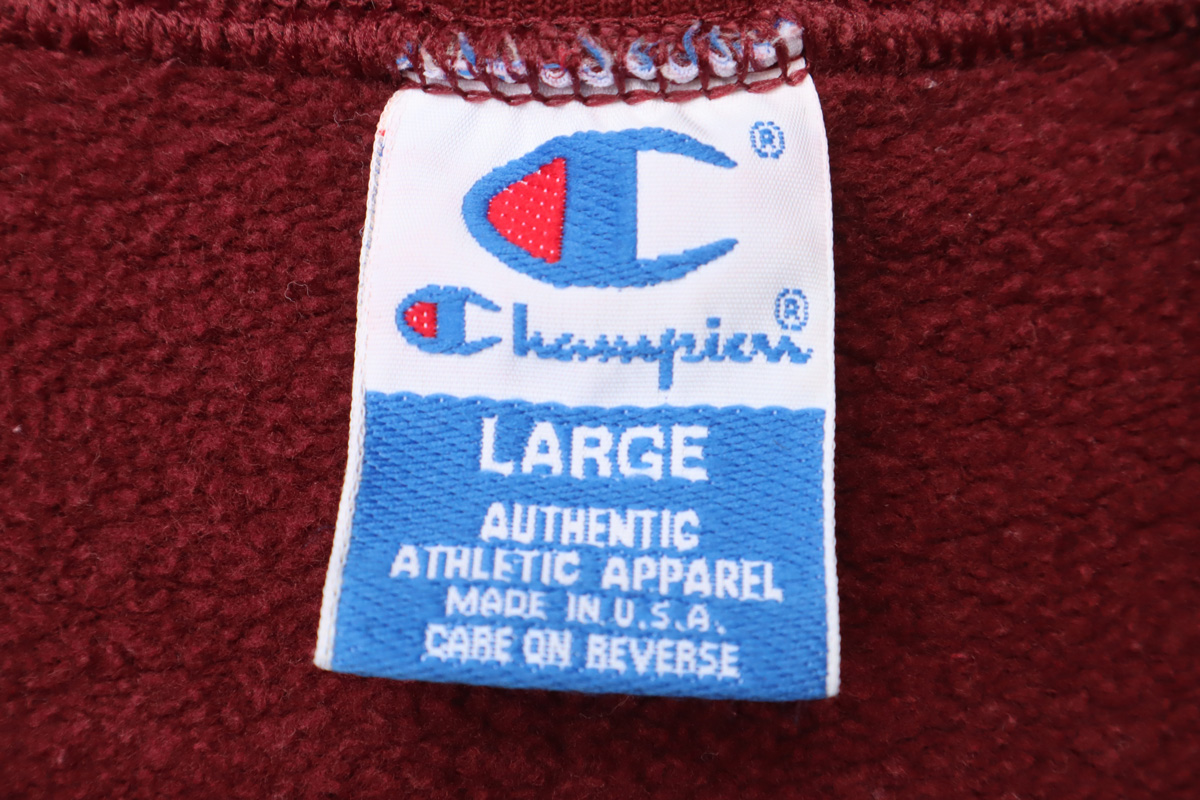 ®
Champion®
LARGE
AUTHENTIC
ATHLETIC APPAREL
MADE IN U.S.A.
CARE ON REVERSE